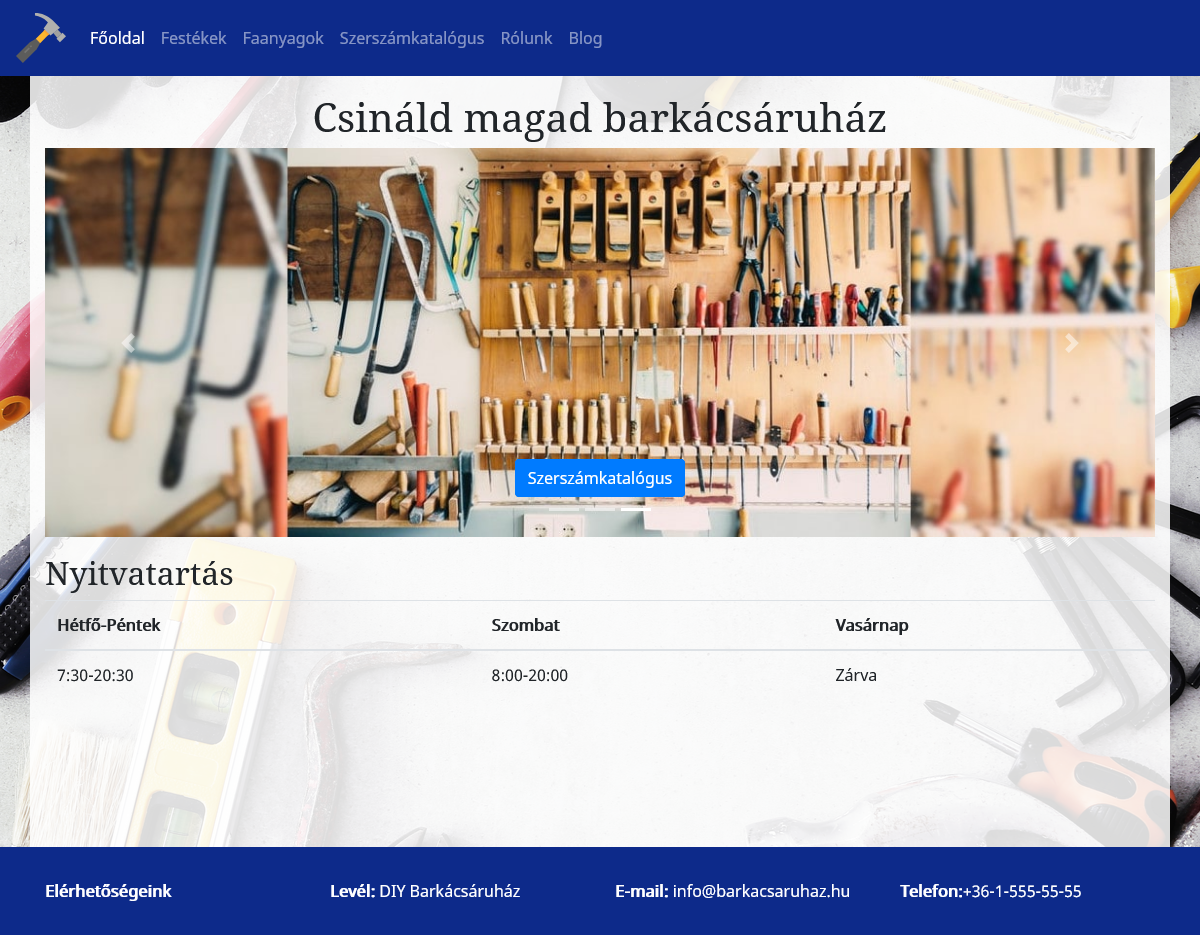 Főoldal Festékek Faanyagok Szerszámkatalógus Rólunk Blog
Csináld magad barkácsáruház
Szerszámkatalógus
Nyitvatartás
Hétfő-Péntek Szombat Vasárnap
7:30-20:30 8:00-20:00 Zárva
Elérhetőségeink Levél: DIY Barkácsáruház E-mail: info@barkacsaruhaz.hu Telefon:+36-1-555-55-55